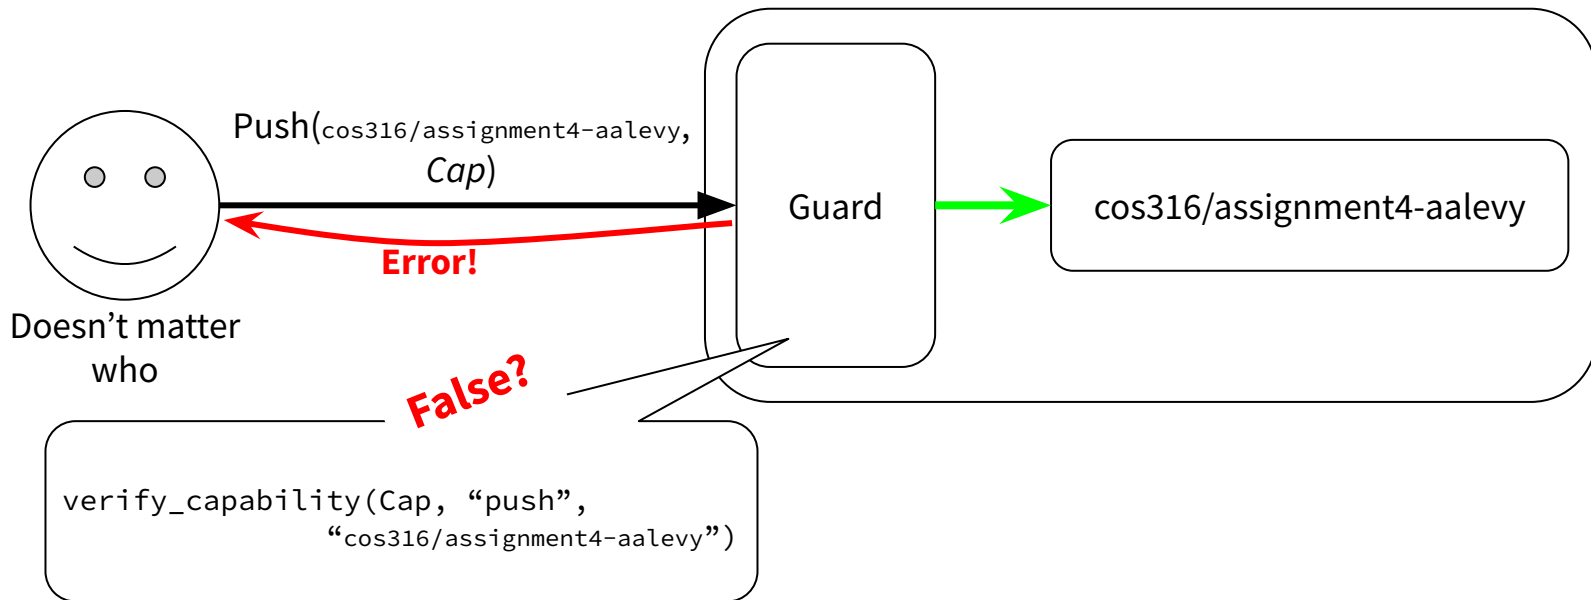 Push(cos316/assignment4-aalevy,
Cap)
Guard
cos316/assignment4-aalevy
Error!
Doesn’t matter
who
False?
verify_capability(Cap, “push”,
“cos316/assignment4-aalevy”)